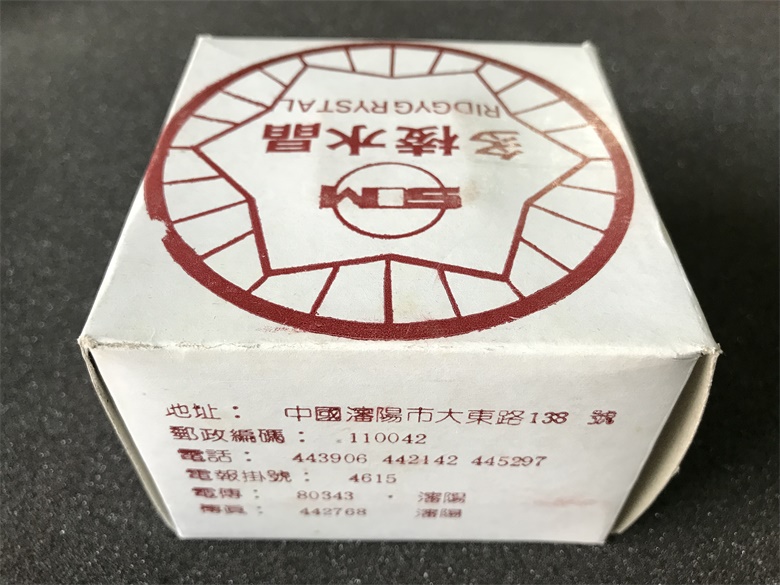 RIDGYGRYSTAL
多棱水晶
地址： 中國瀋陽市大東路138 號
郵政編碼： 110042
電話： 443906 442142 445297
電報掛號： 4615
電傳： 80343 · 瀋陽
傳眞： 442768 瀋陽